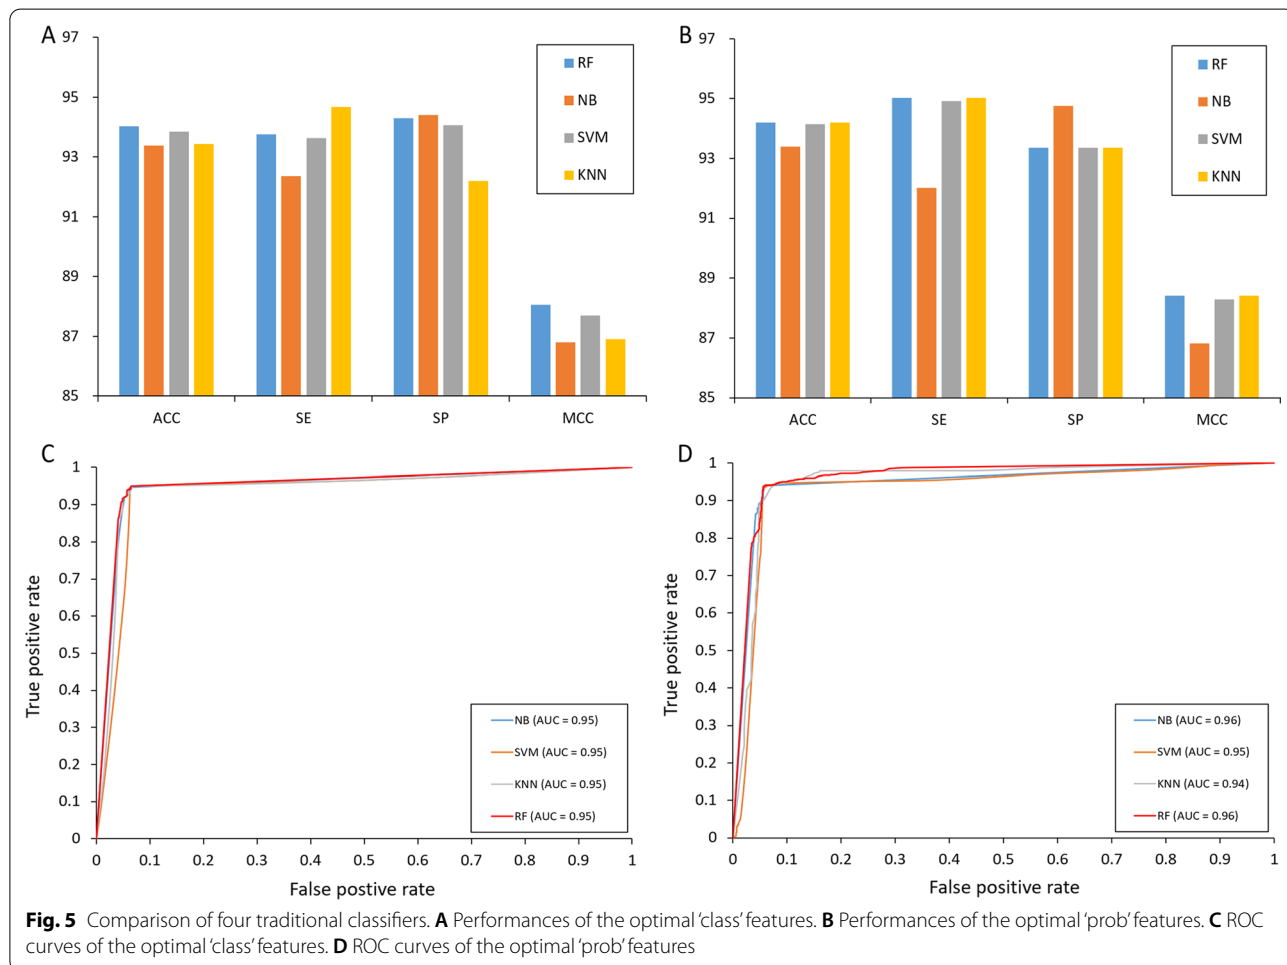 A
97
95
93
91
89
87
85
ACC SE SP MCC
RF
NB
SVM
KNN
B
97
95
93
91
89
87
85
ACC SE SP MCC
RF
NB
SVM
KNN
C
True positive rate
1
0.9
0.8
0.7
0.6
0.5
0.4
0.3
0.2
0.1
0
0 0.1 0.2 0.3 0.4 0.5 0.6 0.7 0.8 0.9 1
False postive rate
NB (AUC = 0.95)
SVM (AUC = 0.95)
KNN (AUC = 0.95)
RF (AUC = 0.95)
D
True positive rate
1
0.9
0.8
0.7
0.6
0.5
0.4
0.3
0.2
0.1
0
0 0.1 0.2 0.3 0.4 0.5 0.6 0.7 0.8 0.9 1
False positive rate
NB (AUC = 0.96)
SVM (AUC = 0.95)
KNN (AUC = 0.94)
RF (AUC = 0.96)
Fig. 5 Comparison of four traditional classifiers. A Performances of the optimal ‘class’ features. B Performances of the optimal ‘prob’ features. C ROC
curves of the optimal ‘class’ features. D ROC curves of the optimal ‘prob’ features